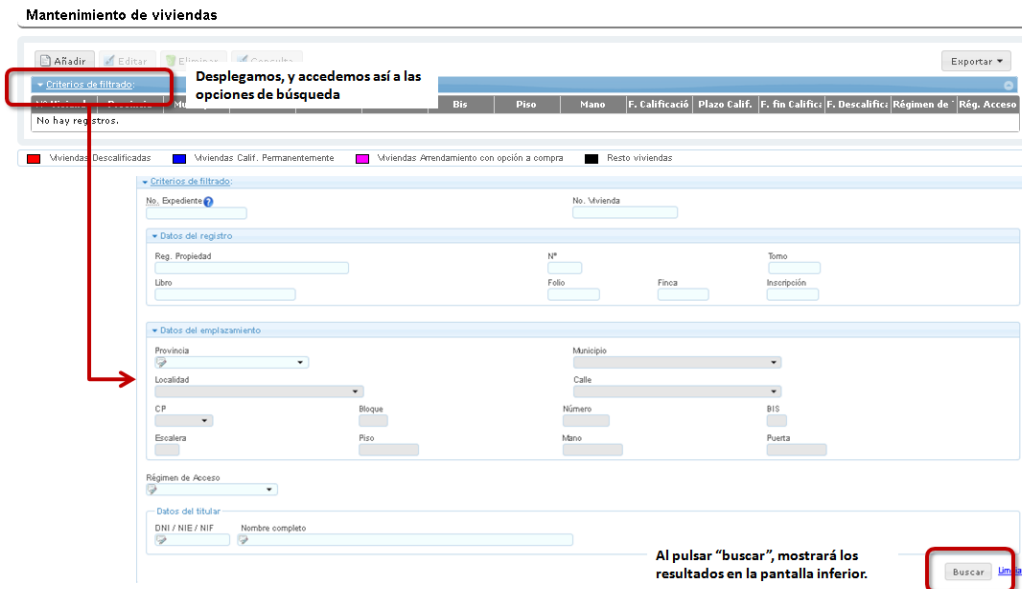 Mantenimiento de viviendas
Añadir Editar Eliminar Consulta Exportar
Desplegamos, y accedemos así a las
opciones de búsqueda
Criterios de filtrado:
Bis Piso Mano F. Calificació Plazo Calif. F. fin Califica F. Descalifica Régimen de Rég. Acceso
No hay registros.
Viviendas Descalificadas Viviendas Calif. Permanentemente Viviendas Arrendamiento con opción a compra Resto viviendas
Criterios de filtrado:
No. Expediente No. Vivienda
Datos del registro
Reg. Propiedad Nº Tomo
Libro Folio Finca Inscripción
Datos del emplazamiento
Provincia Municipio
Localidad Calle
CP Bloque Número BIS
Escalera Piso Mano Puerta
Régimen de Acceso
Datos del titular
DNI / NIE / NIF Nombre completo
Al pulsar “buscar”, mostrará los
resultados en la pantalla inferior.
Buscar